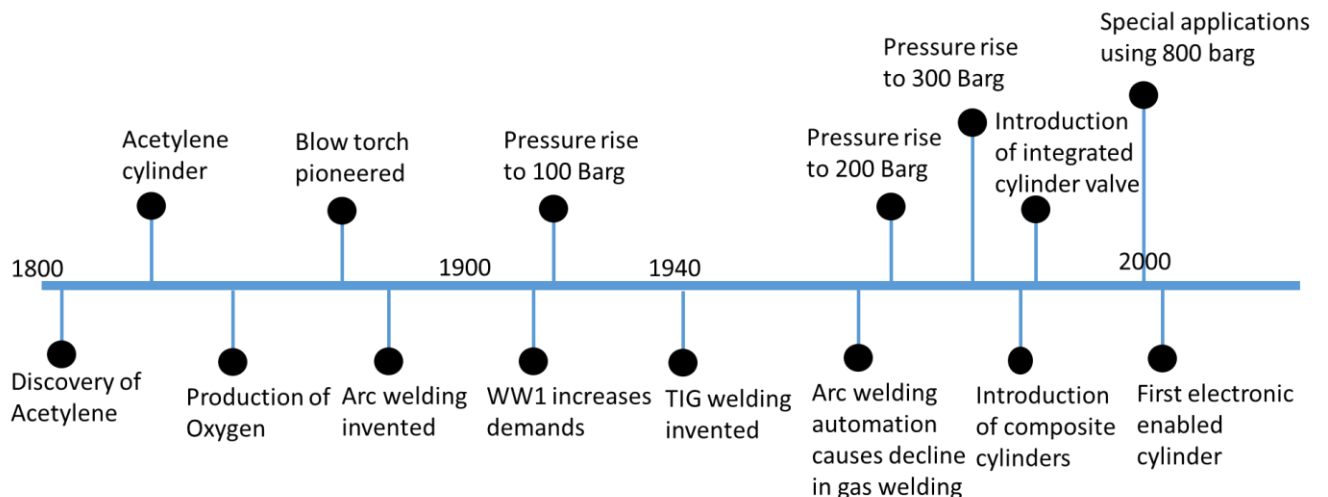 Special applications
using 800 barg
Pressure rise
to 300 Barg
Acetylene
cylinder
Blow torch
pioneered
Pressure rise
to 100 Barg
Pressure rise
to 200 Barg
Introduction
of integrated
cylinder valve
1800
1900
1940
2000
Discovery of
Acetylene
Production of
Oxygen
Arc welding
invented
WW1 increases
demands
TIG welding
invented
Arc welding
automation
causes decline
in gas welding
Introduction
of composite
cylinders
First electronic
enabled
cylinder